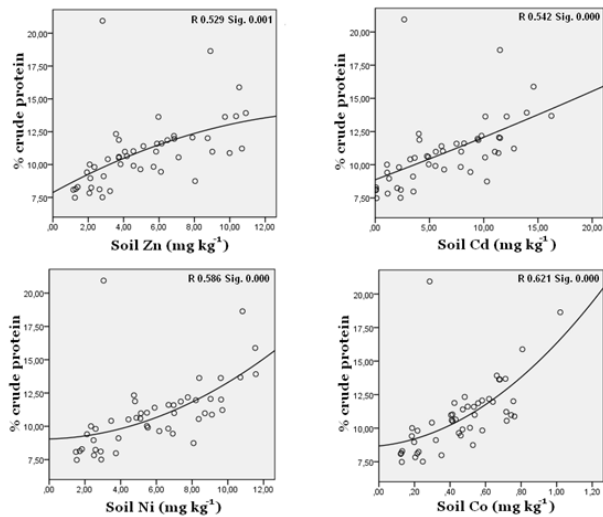 R 0.529 Sig. 0.001
% crude protein
20,00
17,50
15,00
12,50
10,00
7,50
,00 2,00 4,00 6,00 8,00 10,00 12,00
Soil Zn (mg kg⁻¹)
R 0.542 Sig. 0.000
% crude protein
20,00
17,50
15,00
12,50
10,00
7,50
,00 5,00 10,00 15,00 20,00
Soil Cd (mg kg⁻¹)
R 0.586 Sig. 0.000
% crude protein
20,00
17,50
15,00
12,50
10,00
7,50
,00 2,00 4,00 6,00 8,00 10,00 12,00
Soil Ni (mg kg⁻¹)
R 0.621 Sig. 0.000
% crude protein
20,00
17,50
15,00
12,50
10,00
7,50
,00 ,20 ,40 ,60 ,80 1,00 1,20
Soil Co (mg kg⁻¹)